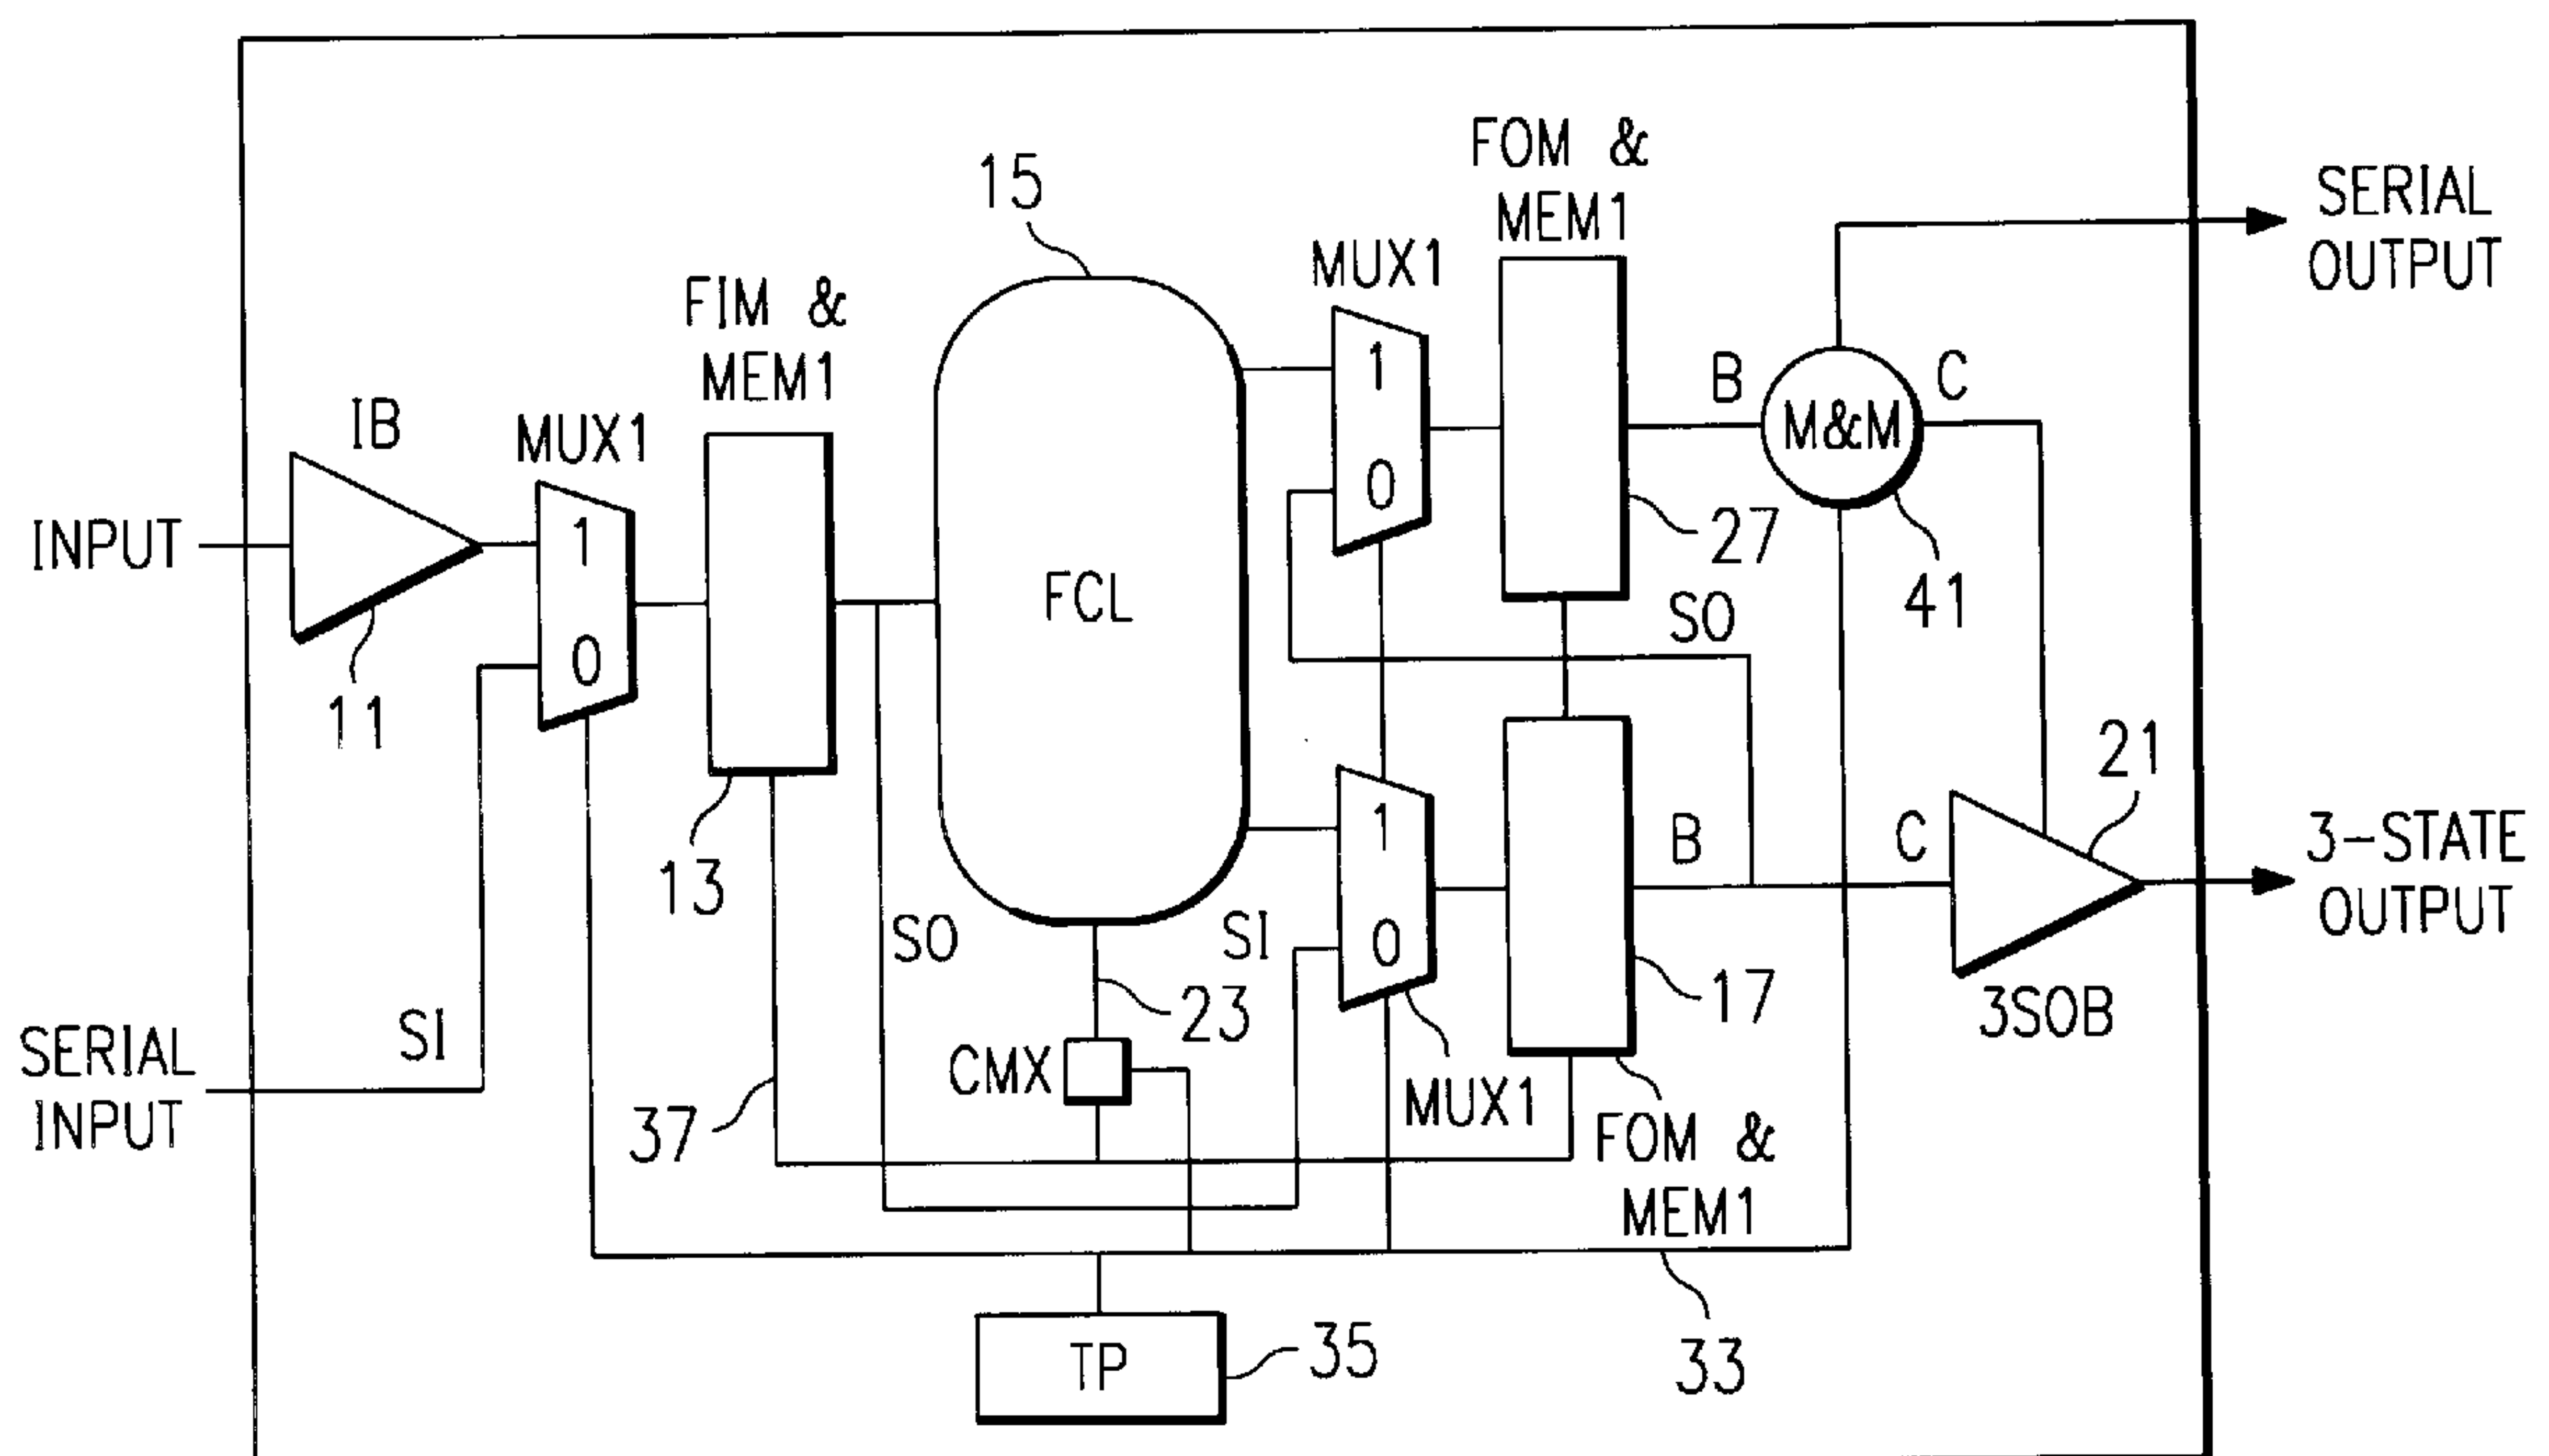 15
FOM &
MEM1
SERIAL
OUTPUT
MUX1
FIM &
MEM1
IB
MUX1
1
0
B
M&M
C
INPUT
1
0
11
13
FCL
27
SO
41
21
1
0
B
C
3-STATE
OUTPUT
SO
SI
17
3SOB
SERIAL
INPUT
SI
23
CMX
37
MUX1
FOM &
MEM1
33
TP
35